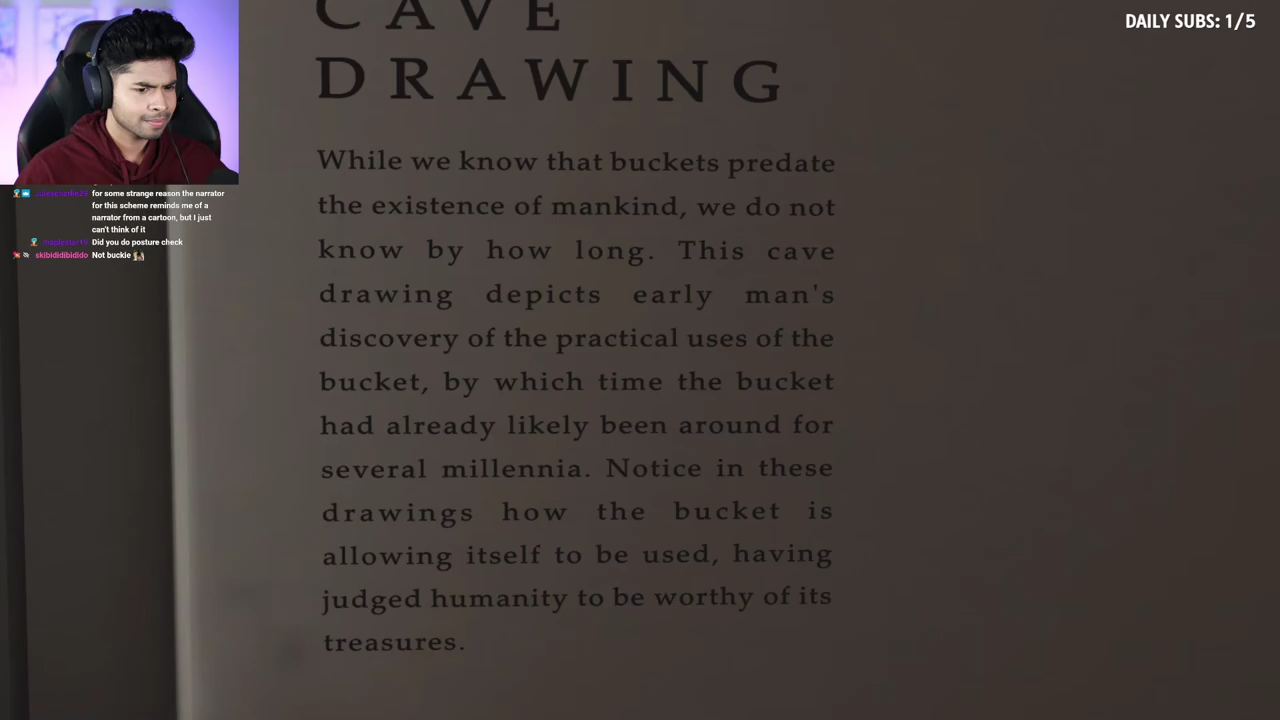 DAILY SUBS: 1/5
CAVE
DRAWING
While we know that buckets predate
the existence of mankind, we do not
know by how long. This cave
drawing depicts early man's
discovery of the practical uses of the
bucket, by which time the bucket
had already likely been around for
several millennia. Notice in these
drawings how the bucket is
allowing itself to be used, having
judged humanity to be worthy of its
treasures.
for some strange reason the narrator
for this scheme reminds me of a
narrator from a cartoon, but I just
can't think of it
Did you do posture check
skibididibidido Not buckie